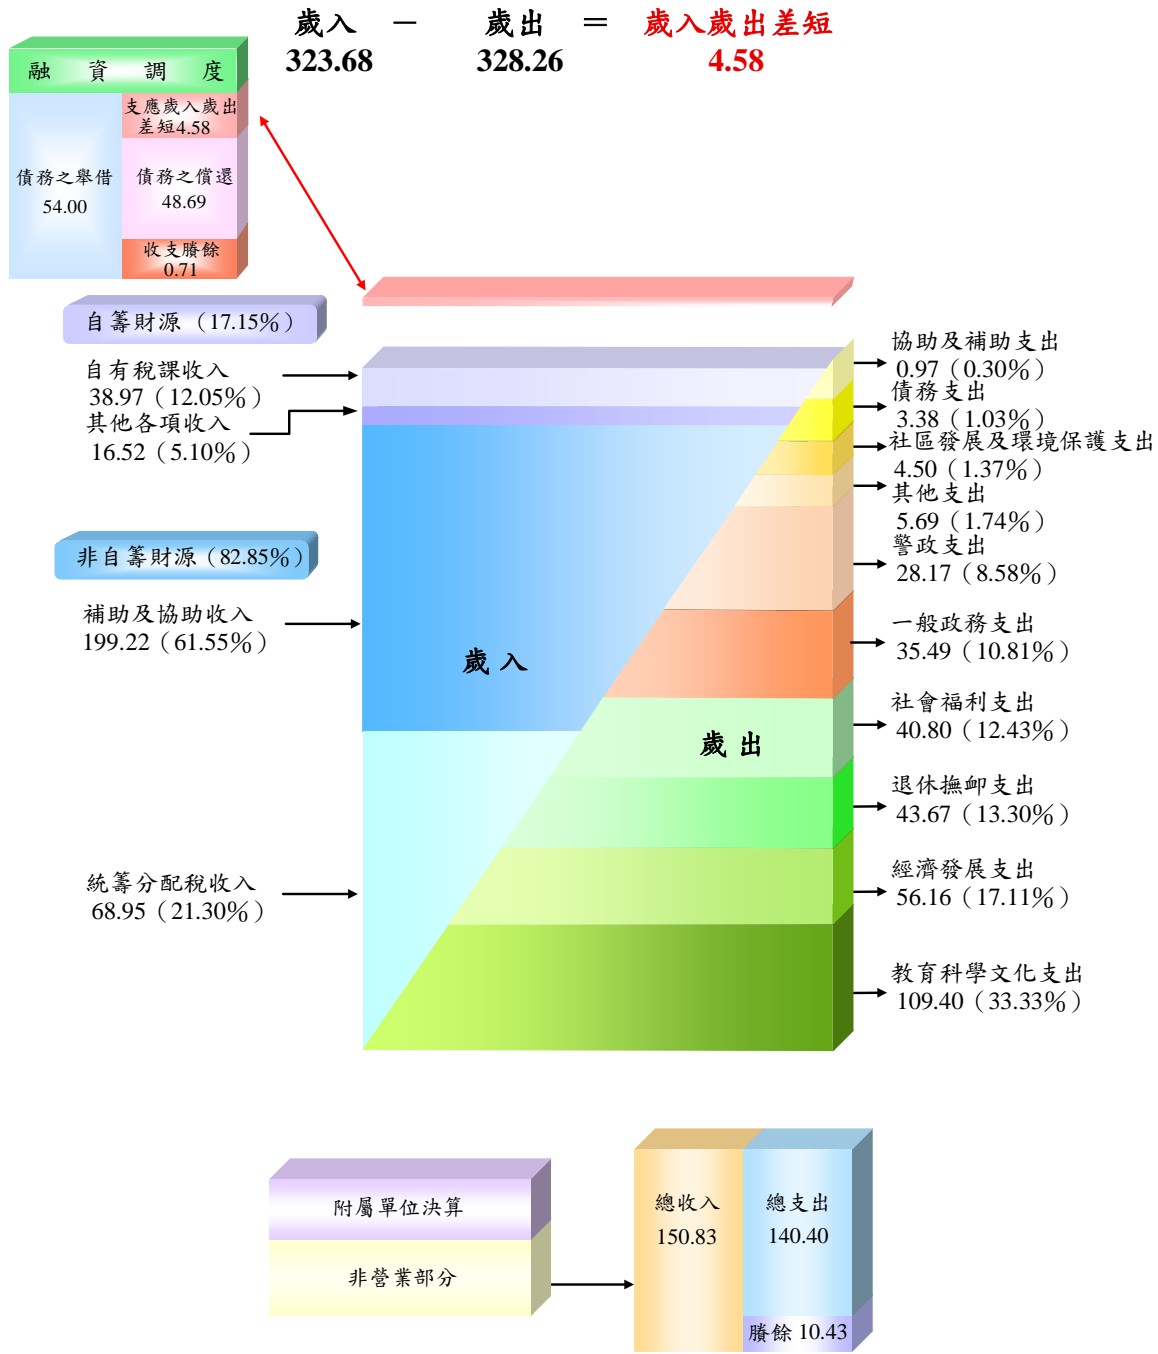 歲入 － 歲出 ＝ 歲入歲出差短
323.68 328.26 4.58
融資調度
支應歲入歲出
差短4.58
債務之舉借
54.00
債務之償還
48.69
收支賸餘
0.71
自籌財源（17.15%）
自有稅課收入
38.97（12.05%）
其他各項收入
16.52（5.10%）
非自籌財源（82.85%）
補助及協助收入
199.22（61.55%）
統籌分配稅收入
68.95（21.30%）
歲入
歲出
協助及補助支出
0.97（0.30%）
債務支出
3.38（1.03%）
社區發展及環境保護支出
4.50（1.37%）
其他支出
5.69（1.74%）
警政支出
28.17（8.58%）
一般政務支出
35.49（10.81%）
社會福利支出
40.80（12.43%）
退休撫卹支出
43.67（13.30%）
經濟發展支出
56.16（17.11%）
教育科學文化支出
109.40（33.33%）
附屬單位決算
非營業部分
總收入
150.83
總支出
140.40
賸餘 10.43